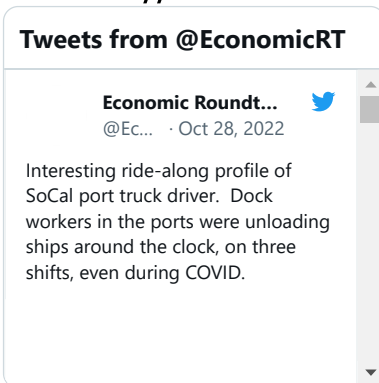 Tweets from @EconomicRT
Economic Roundt...
@Ec... · Oct 28, 2022
Interesting ride-along profile of
SoCal port truck driver. Dock
workers in the ports were unloading
ships around the clock, on three
shifts, even during COVID.